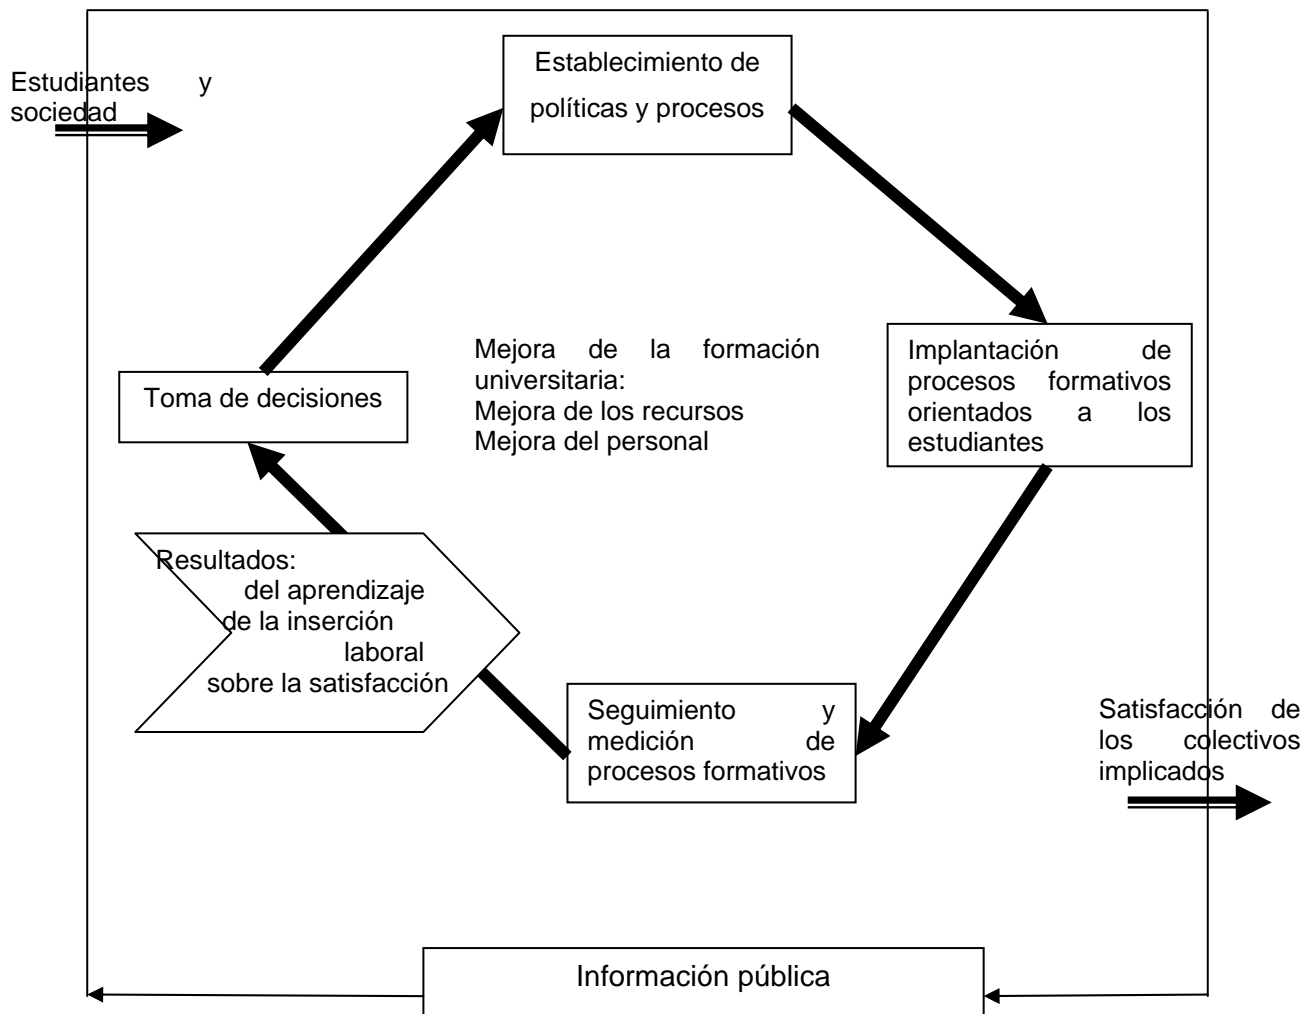 Establecimiento de
políticas y procesos
Estudiantes y
sociedad
Mejora de la formación
universitaria:
Mejora de los recursos
Mejora del personal
Implantación de
procesos formativos
orientados a los
estudiantes
Toma de decisiones
Resultados:
del aprendizaje
de la inserción
laboral
sobre la satisfacción
Seguimiento y
medición de
procesos formativos
Satisfacción de
los colectivos
implicados
Información pública